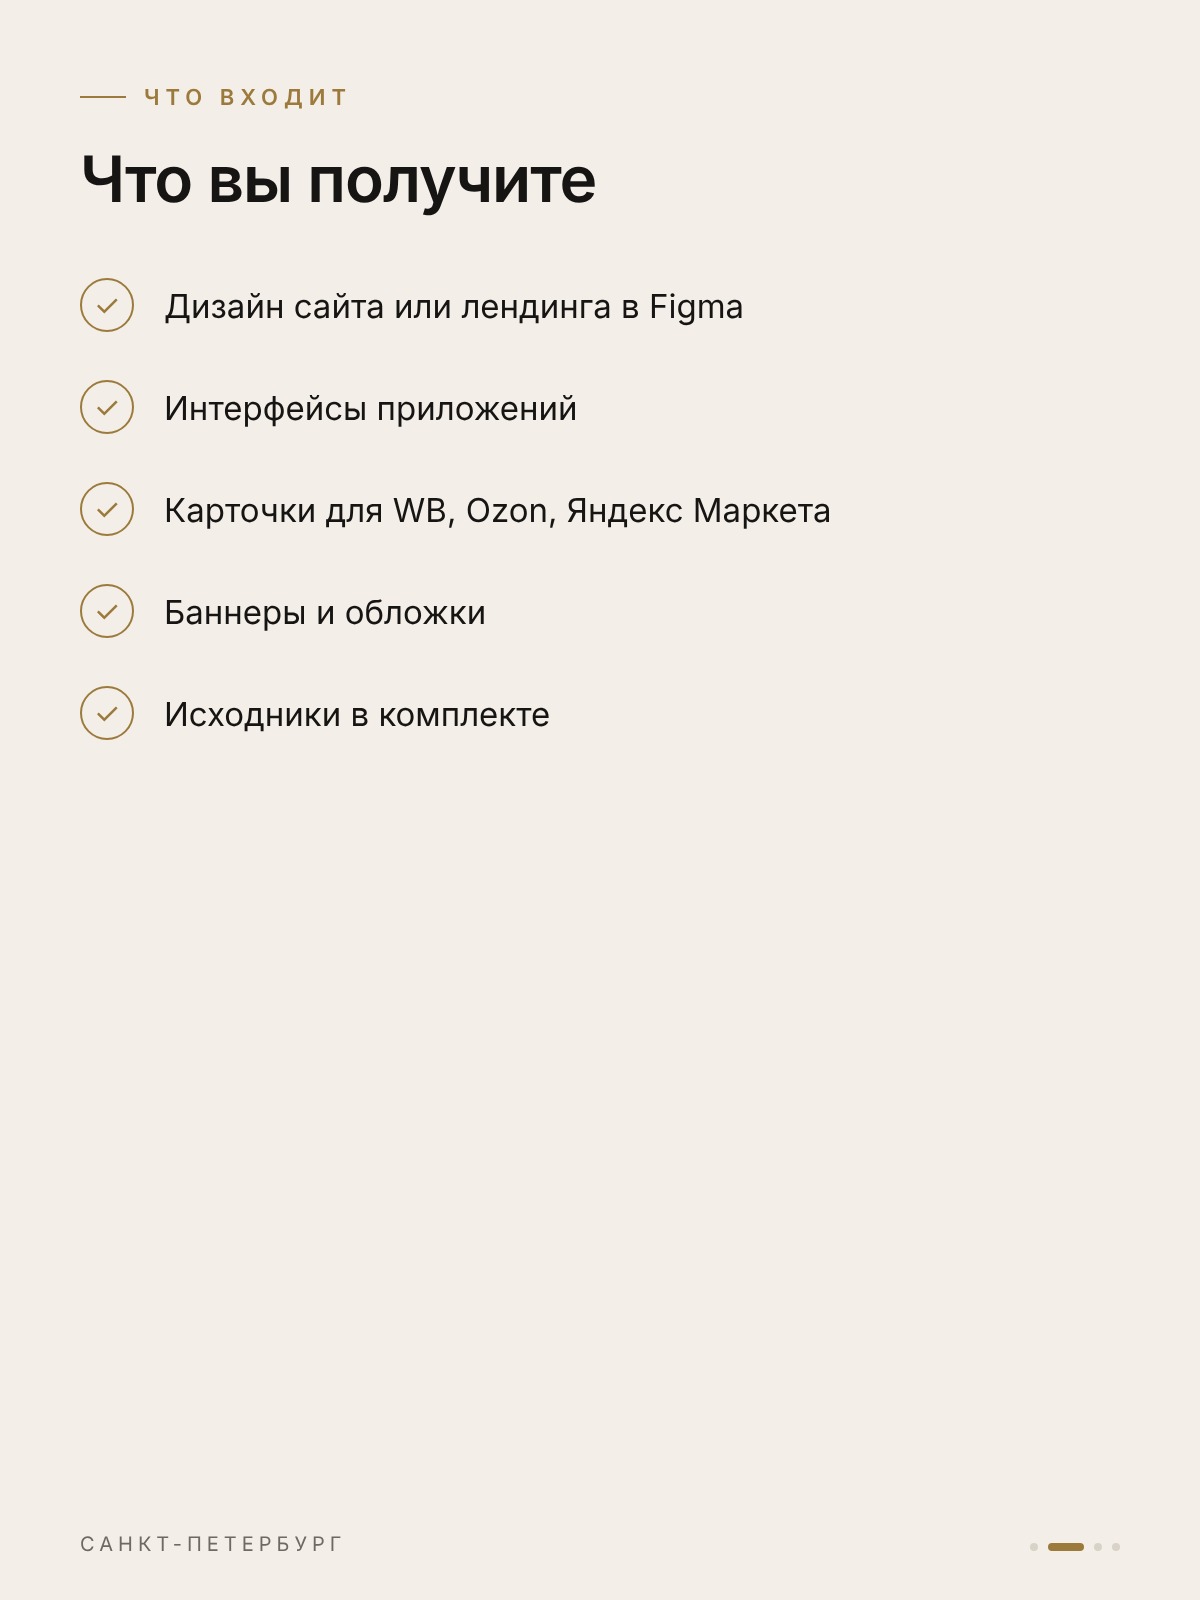 ЧТО ВХОДИТ
Что вы получите
Дизайн сайта или лендинга в Figma
Интерфейсы приложений
Карточки для WB, Ozon, Яндекс Маркета
Баннеры и обложки
Исходники в комплекте
САНКТ-ПЕТЕРБУРГ